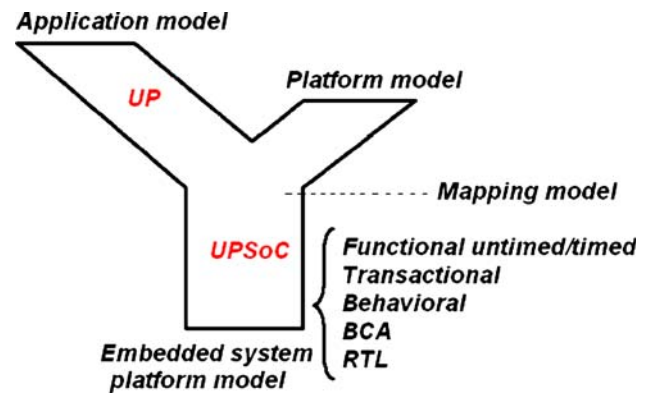 Application model
UP
Platform model
Mapping model
UPSoC
Functional untimed/timed
Transactional
Behavioral
BCA
RTL
Embedded system
platform model